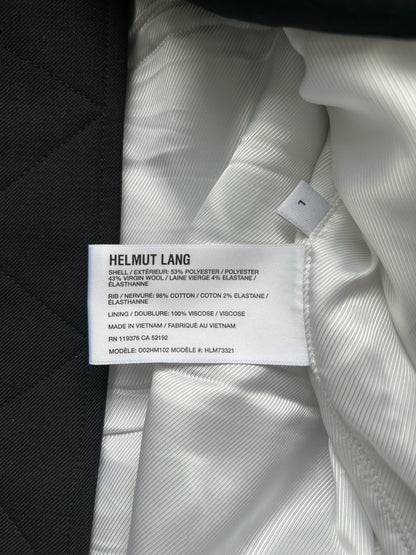 HELMUT LANG
SHELL / EXTÉRIEUR: 53% POLYESTER / POLYESTER
43% VIRGIN WOOL / LAINE VIERGE 4% ELASTANE /
ÉLASTHANNE
RIB / NERVURE: 98% COTTON / COTON 2% ELASTANE /
ÉLASTHANNE
LINING / DOUBLURE: 100% VISCOSE / VISCOSE
MADE IN VIETNAM / FABRIQUÉ AU VIETNAM
RN 119376 CA 52192
MODÈLE: O02HM102 MODÈLE #: HLM73321
L